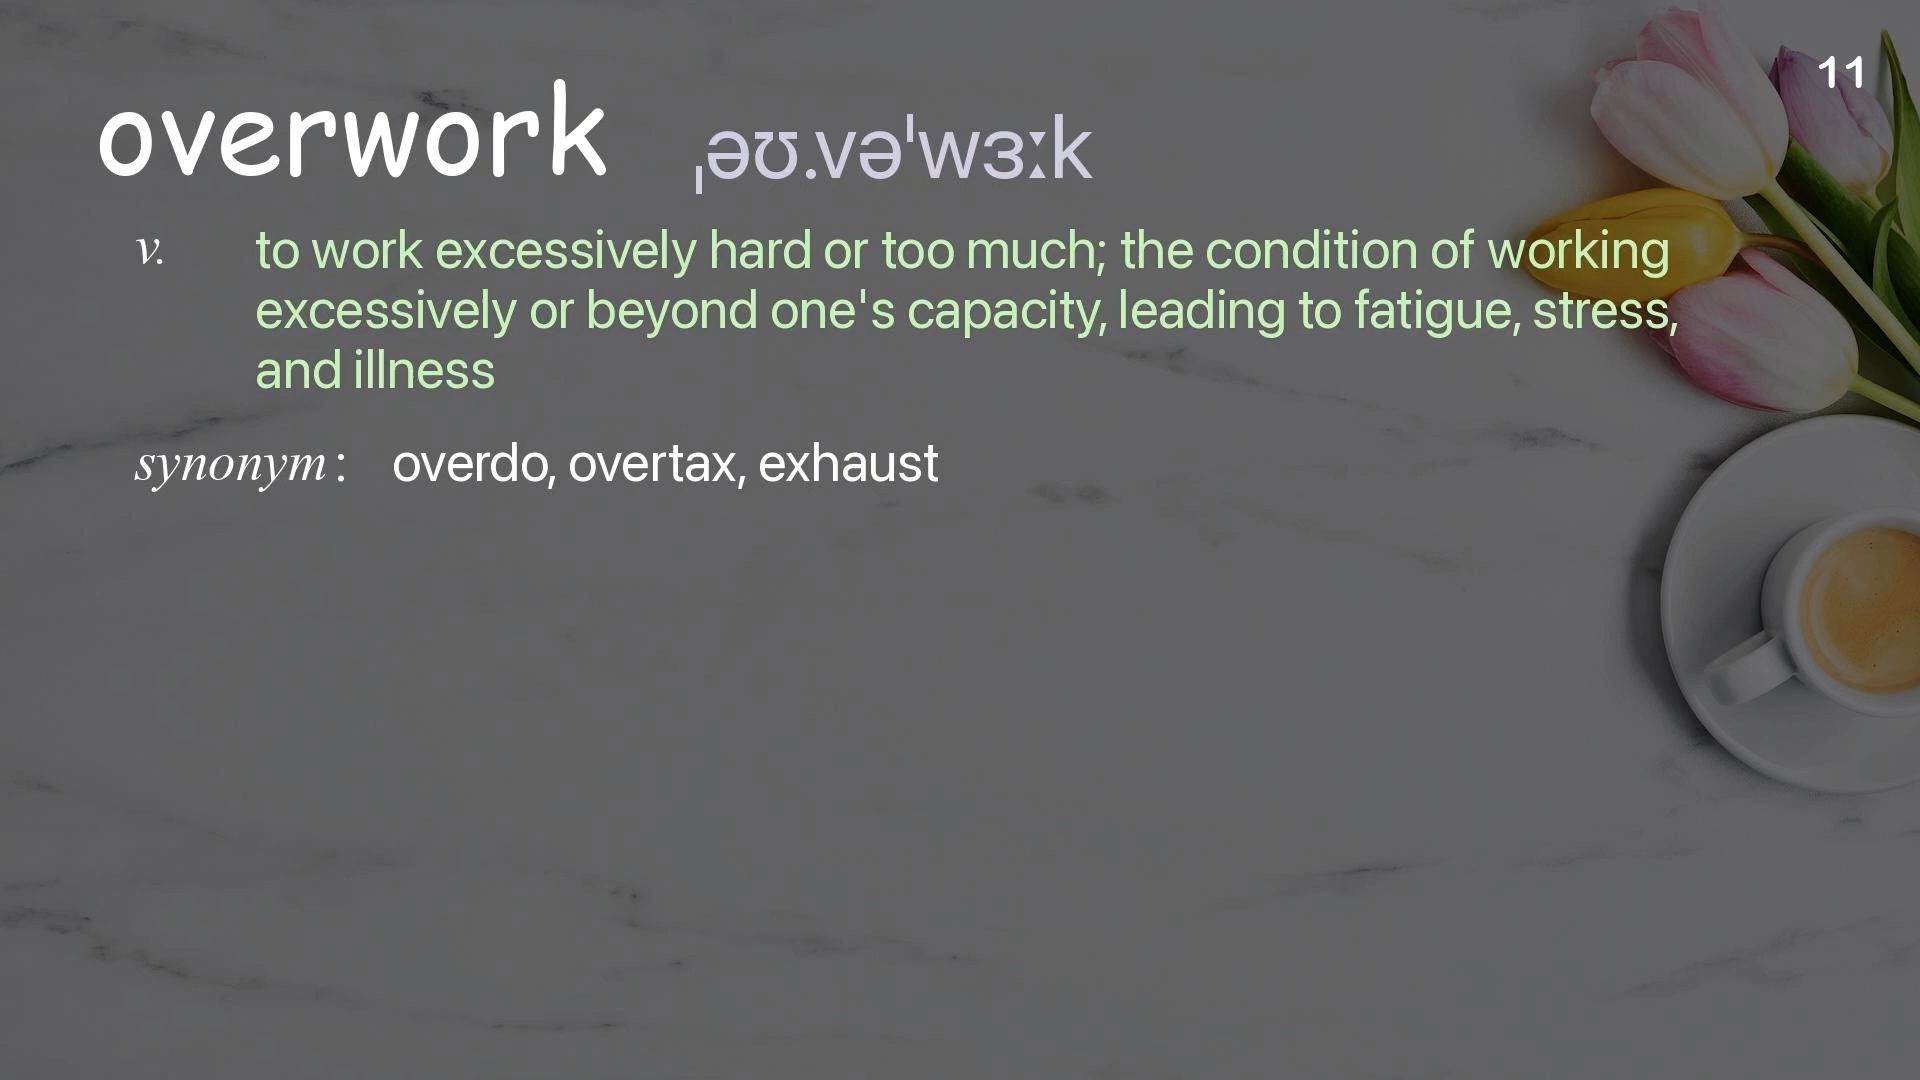 11
overwork ˌəʊ.vəˈwɜːk
v. to work excessively hard or too much; the condition of working
excessively or beyond one's capacity, leading to fatigue, stress,
and illness
synonym: overdo, overtax, exhaust